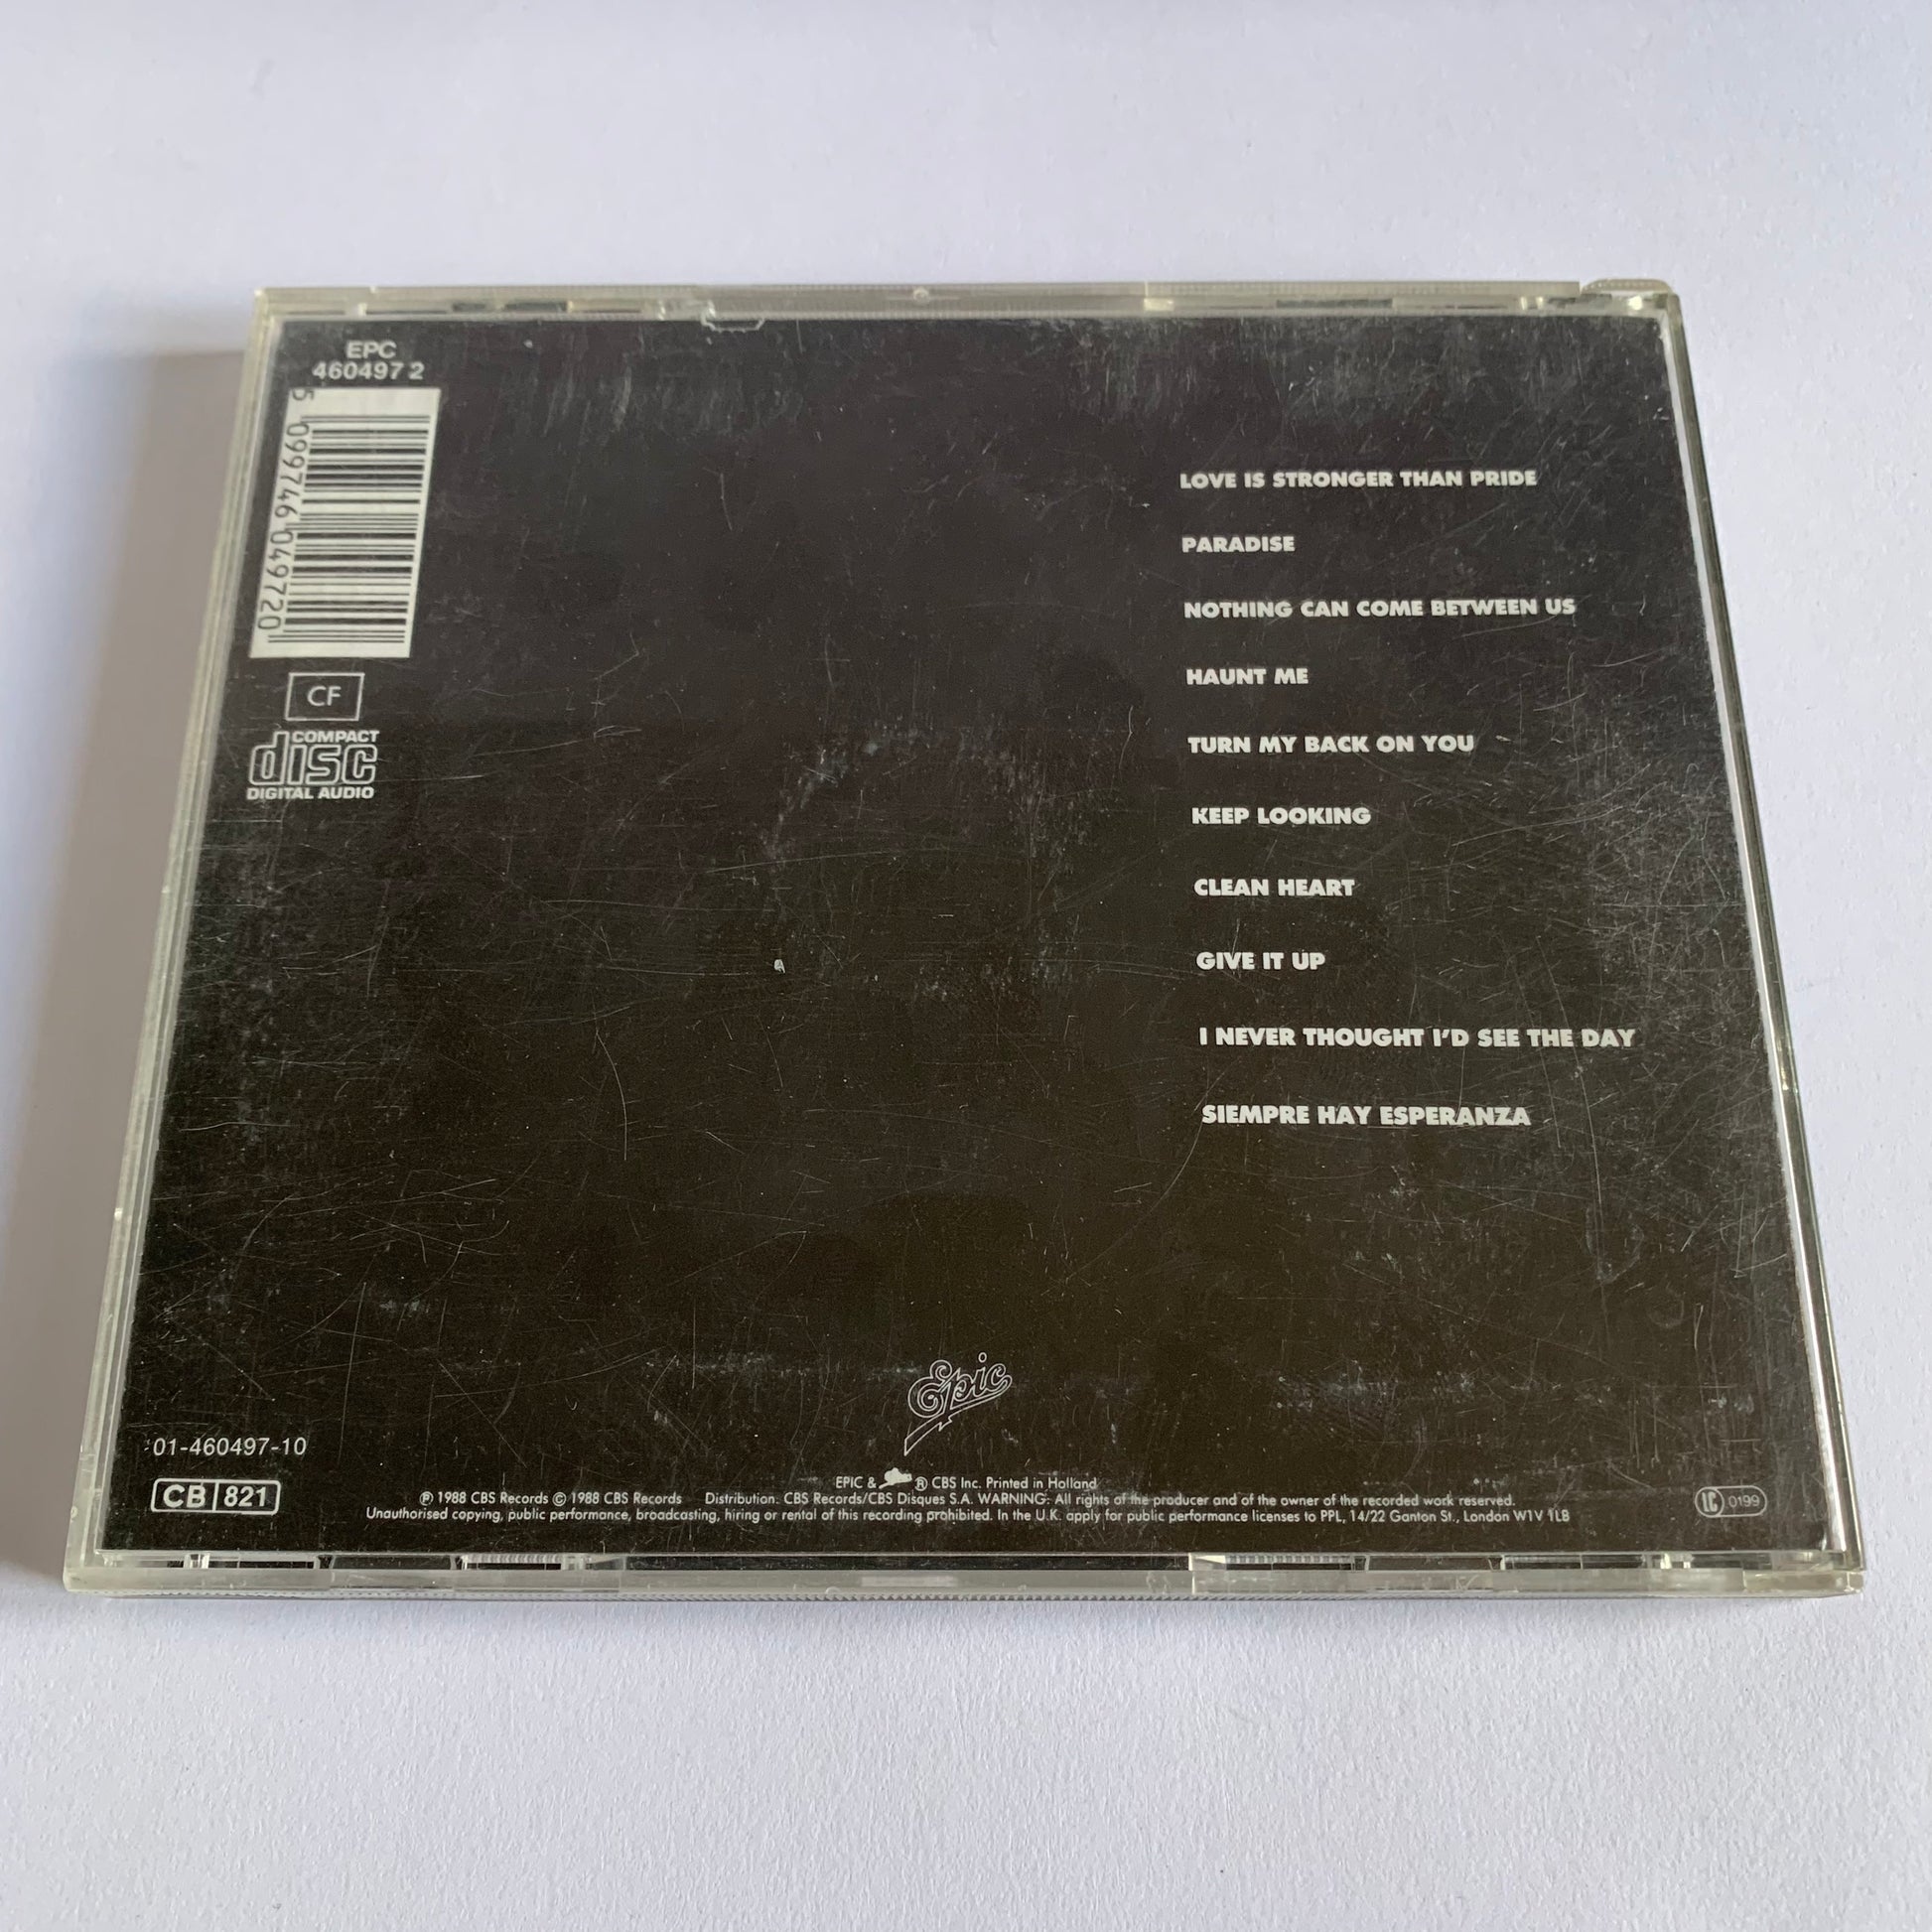 EPC
460497 2
5 099746 049720
CF
COMPACT
disc
DIGITAL AUDIO
LOVE IS STRONGER THAN PRIDE
PARADISE
NOTHING CAN COME BETWEEN US
HAUNT ME
TURN MY BACK ON YOU
KEEP LOOKING
CLEAN HEART
GIVE IT UP
I NEVER THOUGHT I'D SEE THE DAY
SIEMPRE HAY ESPERANZA
Epic
01-460497-10
CB 821
EPIC & ® CBS Inc. Printed in Holland
℗ 1988 CBS Records © 1988 CBS Records Distribution: CBS Records/CBS Disques S.A. WARNING: All rights of the producer and of the owner of the recorded work reserved.
Unauthorised copying, public performance, broadcasting, hiring or rental of this recording prohibited. In the U.K. apply for public performance licenses to PPL, 14/22 Ganton St., London W1V 1LB
LC 0199